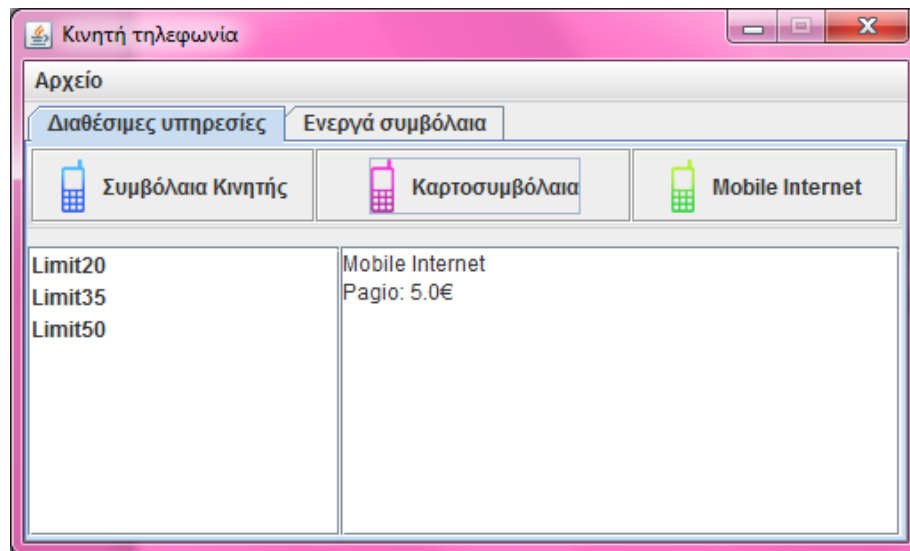 Κινητή τηλεφωνία
Αρχείο
Διαθέσιμες υπηρεσίες Ενεργά συμβόλαια
Συμβόλαια Κινητής Καρτοσυμβόλαια Mobile Internet
Limit20
Limit35
Limit50
Mobile Internet
Pagio: 5.0€